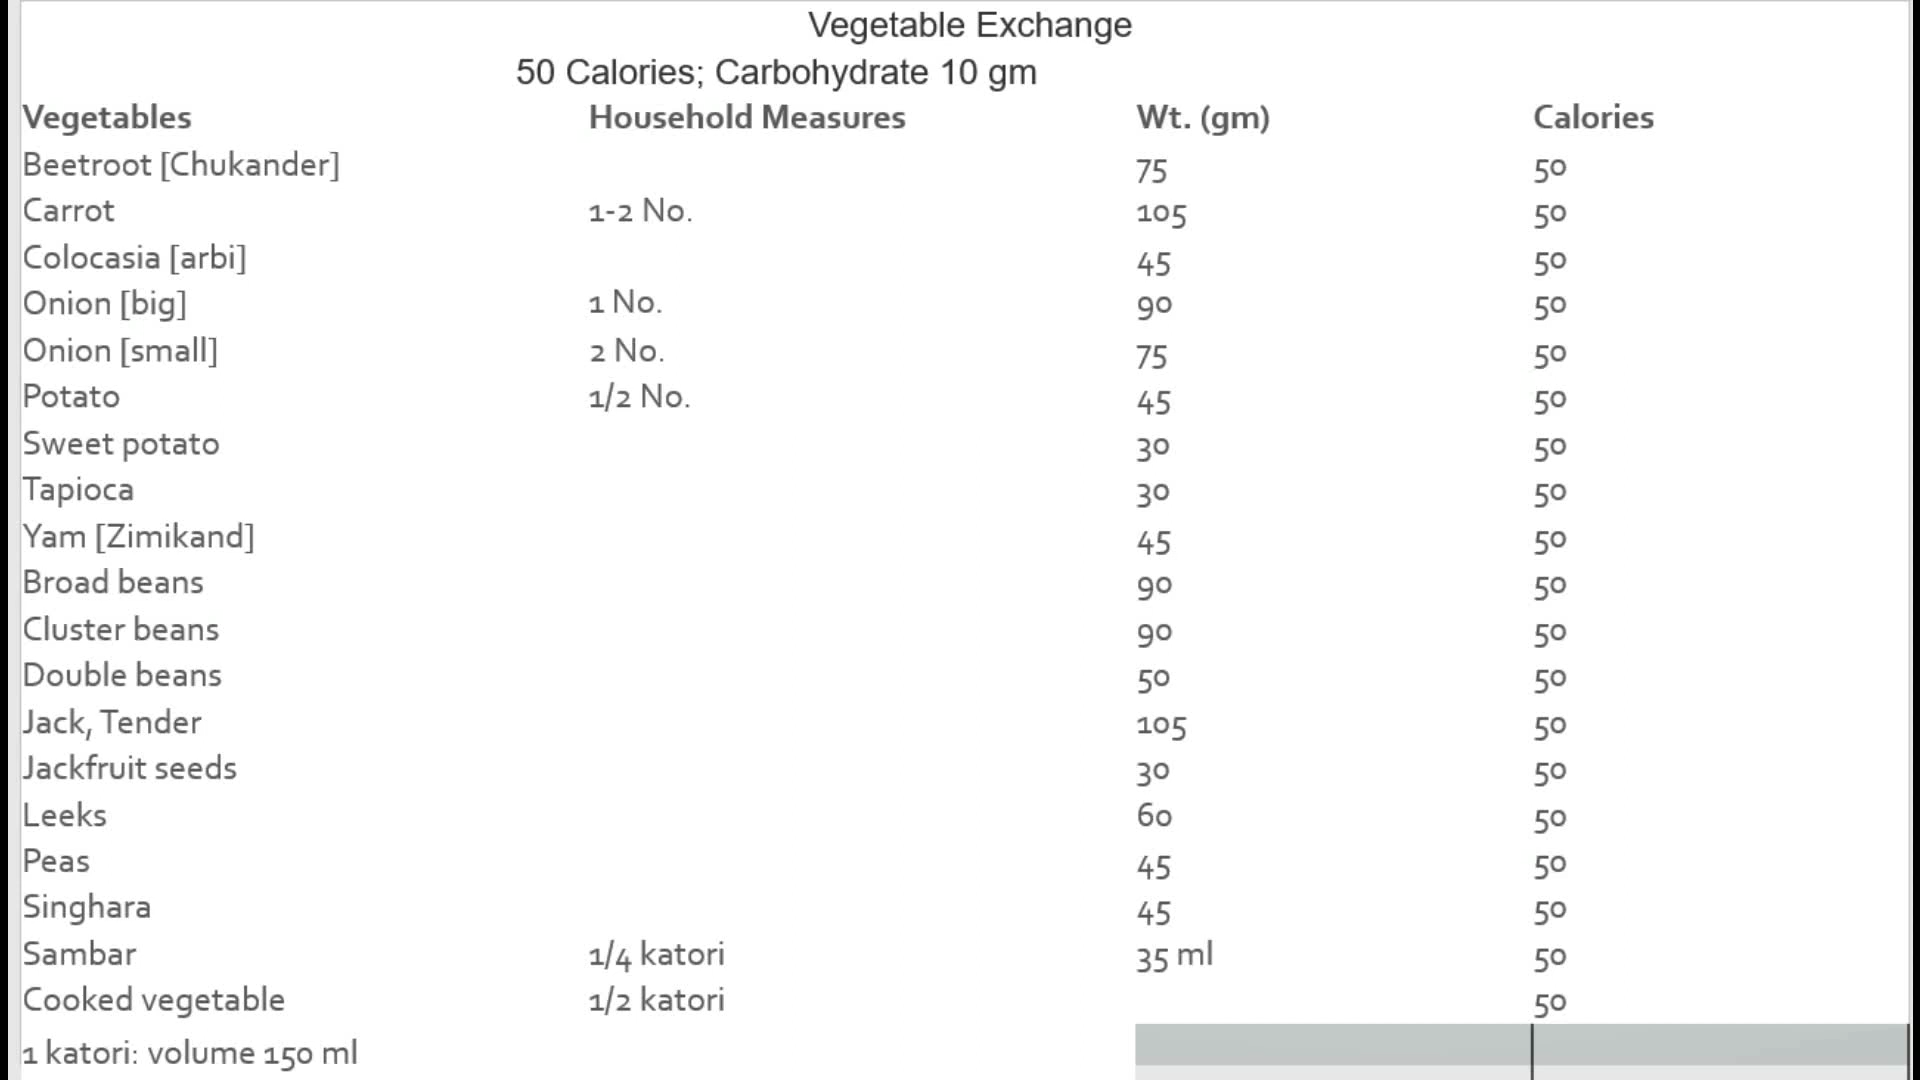 Vegetable Exchange
50 Calories; Carbohydrate 10 gm
Vegetables Household Measures Wt. (gm) Calories
Beetroot [Chukander] 75 50
Carrot 1-2 No. 105 50
Colocasia [arbi] 45 50
Onion [big] 1 No. 90 50
Onion [small] 2 No. 75 50
Potato 1/2 No. 45 50
Sweet potato 30 50
Tapioca 30 50
Yam [Zimikand] 45 50
Broad beans 90 50
Cluster beans 90 50
Double beans 50 50
Jack, Tender 105 50
Jackfruit seeds 30 50
Leeks 60 50
Peas 45 50
Singhara 45 50
Sambar 1/4 katori 35 ml 50
Cooked vegetable 1/2 katori 50
1 katori: volume 150 ml